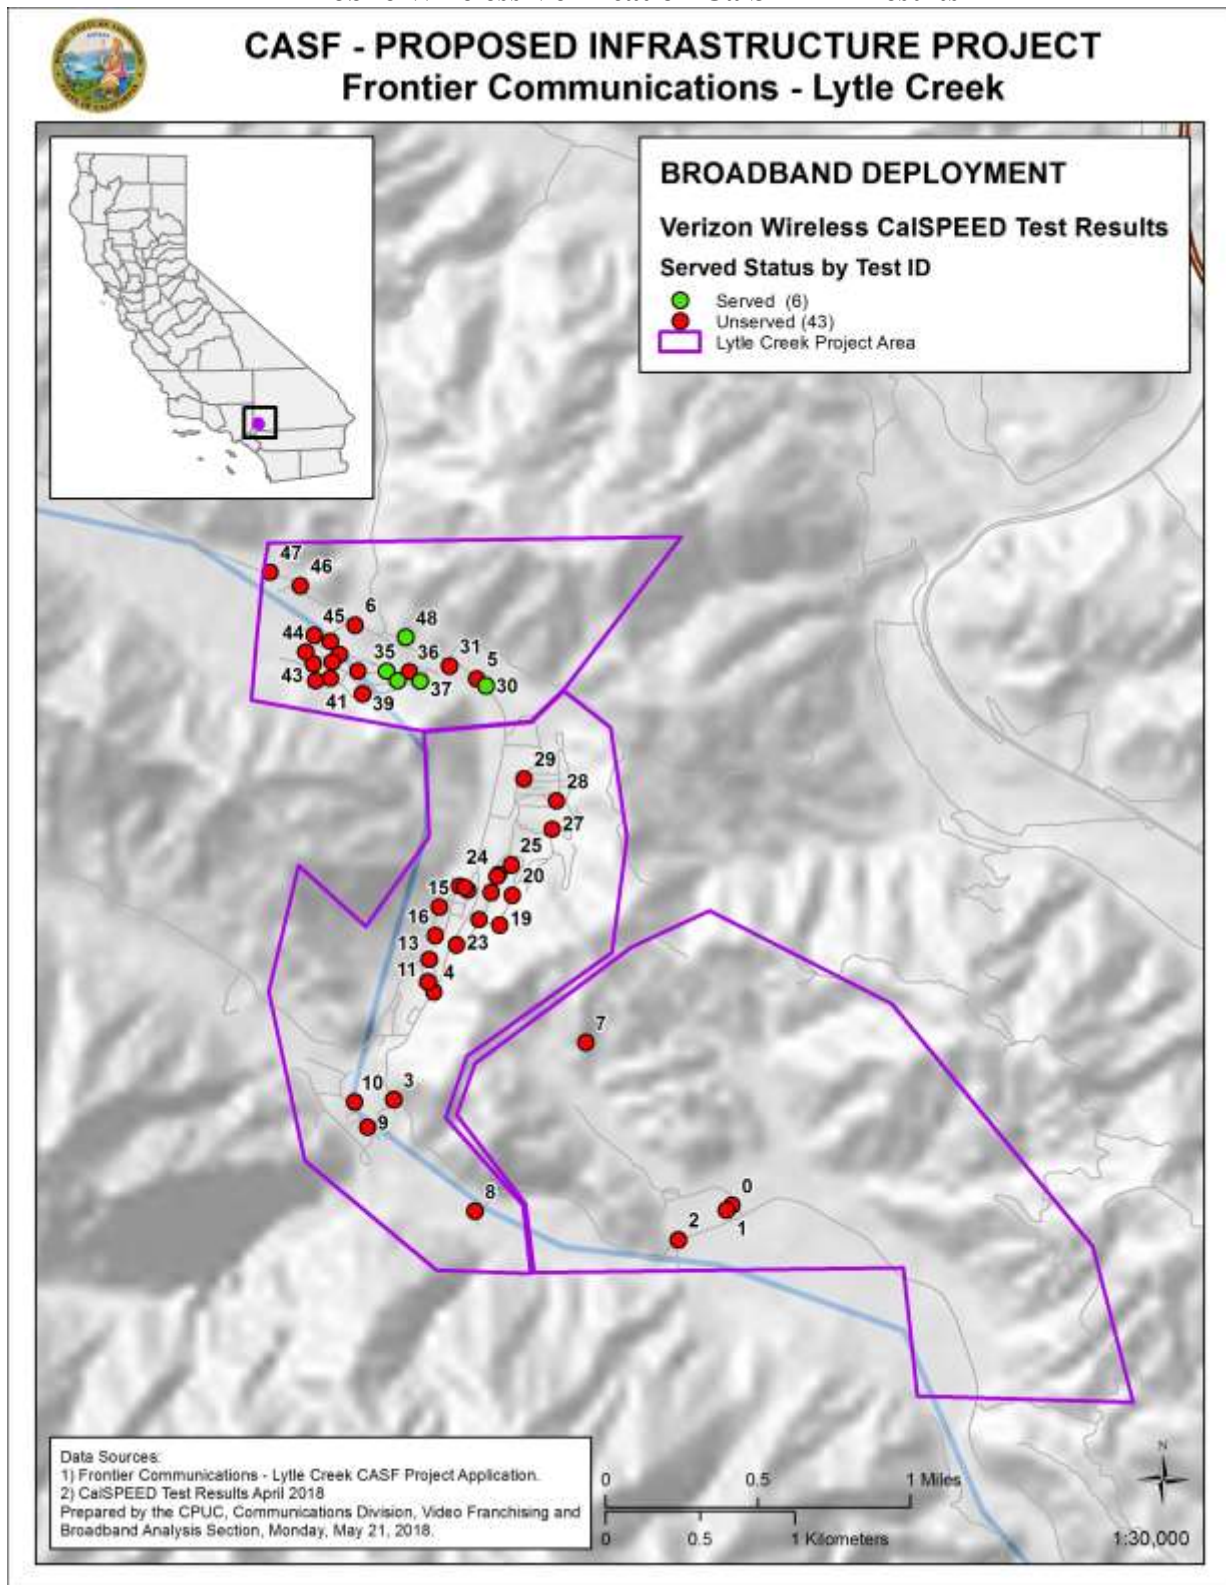 CASF - PROPOSED INFRASTRUCTURE PROJECT
Frontier Communications - Lytle Creek
BROADBAND DEPLOYMENT
Verizon Wireless CalSPEED Test Results
Served Status by Test ID
Served (6)
Unserved (43)
Lytle Creek Project Area
47
46
6
48
45
44
31
35
36
5
43
37
30
41
39
29
28
27
25
24
20
15
16
19
13
23
11
4
7
10
3
9
8
0
2
1
Data Sources:
1) Frontier Communications - Lytle Creek CASF Project Application.
2) CalSPEED Test Results April 2018
Prepared by the CPUC, Communications Division, Video Franchising and
Broadband Analysis Section, Monday, May 21, 2018.
0 0.5 1 Miles
0 0.5 1 Kilometers
N
1:30,000